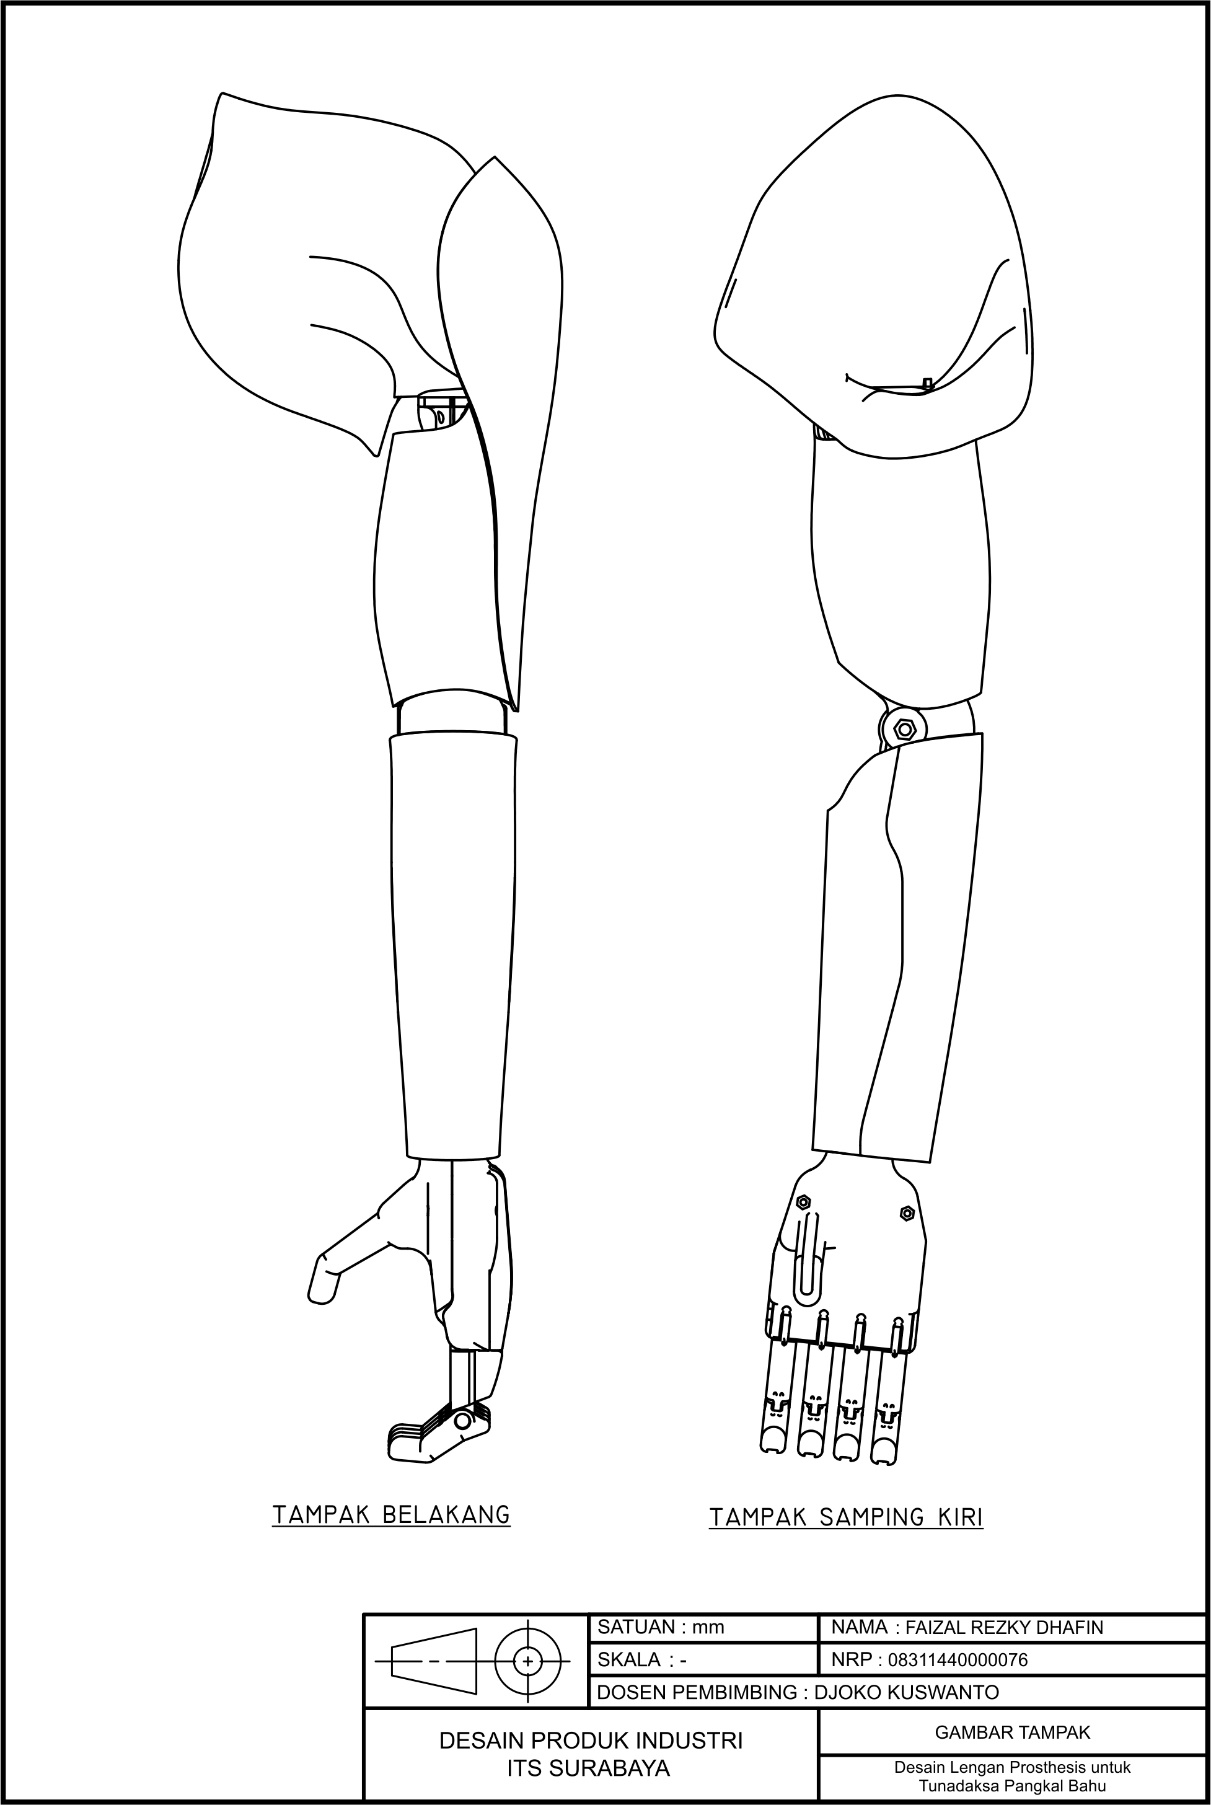 TAMPAK BELAKANG
TAMPAK SAMPING KIRI
SATUAN : mm
NAMA : FAIZAL REZKY DHAFIN
SKALA : -
NRP : 08311440000076
DOSEN PEMBIMBING : DJOKO KUSWANTO
DESAIN PRODUK INDUSTRI
ITS SURABAYA
GAMBAR TAMPAK
Desain Lengan Prosthesis untuk
Tunadaksa Pangkal Bahu